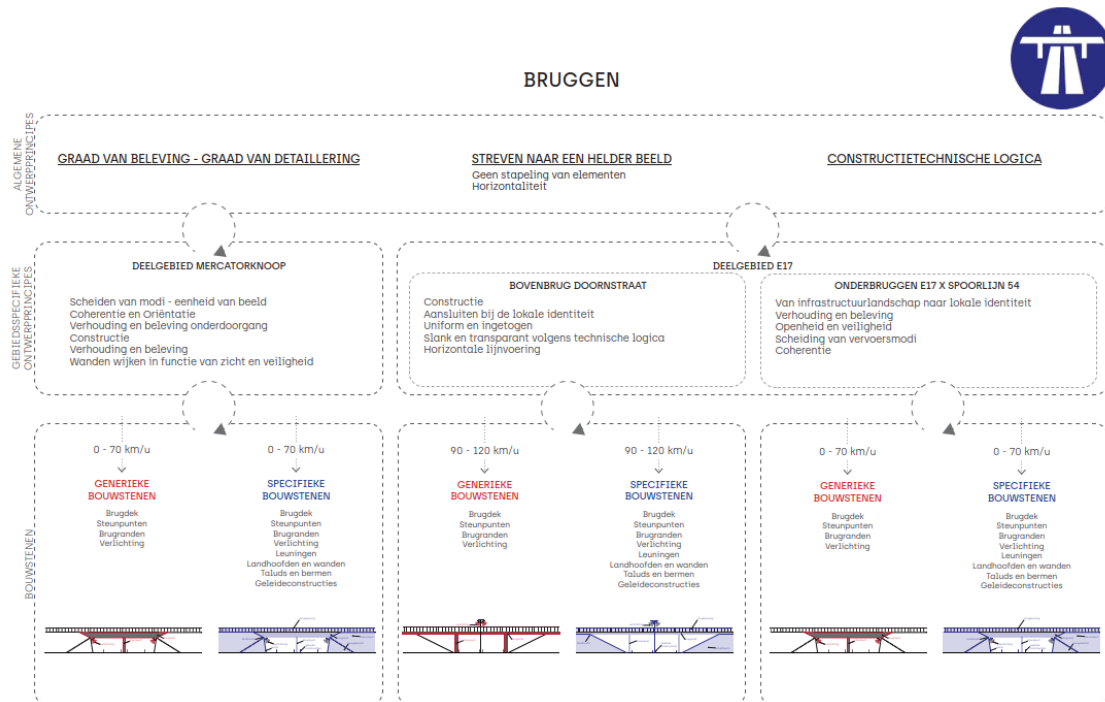 BRUGGEN
ALGEMENE
ONTWERPPRINCIPES
GRAAD VAN BELEVING - GRAAD VAN DETAILLERING
STREVEN NAAR EEN HELDER BEELD
Geen stapeling van elementen
Horizontaliteit
CONSTRUCTIETECHNISCHE LOGICA
GEBIEDSSPECIFIEKE
ONTWERPPRINCIPES
DEELGEBIED MERCATORKNOOP
Scheiden van modi - eenheid van beeld
Coherentie en Oriëntatie
Verhouding en beleving onderdoorgang
Constructie
Verhouding en beleving
Wanden wijken in functie van zicht en veiligheid
DEELGEBIED E17
BOVENBRUG DOORNSTRAAT
Constructie
Aansluiten bij de lokale identiteit
Uniform en ingetogen
Slank en transparant volgens technische logica
Horizontale lijnvoering
ONDERBRUGGEN E17 X SPOORLIJN 54
Van infrastructuurlandschap naar lokale identiteit
Verhouding en beleving
Openheid en veiligheid
Scheiding van vervoersmodi
Coherentie
BOUWSTENEN
0 - 70 km/u
GENERIEKE
BOUWSTENEN
Brugdek
Steunpunten
Brugranden
Verlichting
0 - 70 km/u
SPECIFIEKE
BOUWSTENEN
Brugdek
Steunpunten
Brugranden
Verlichting
Leuningen
Landhoofden en wanden
Taluds en bermen
Geleideconstructies
90 - 120 km/u
GENERIEKE
BOUWSTENEN
Brugdek
Steunpunten
Brugranden
Verlichting
90 - 120 km/u
SPECIFIEKE
BOUWSTENEN
Brugdek
Steunpunten
Brugranden
Verlichting
Leuningen
Landhoofden en wanden
Taluds en bermen
Geleideconstructies
0 - 70 km/u
GENERIEKE
BOUWSTENEN
Brugdek
Steunpunten
Brugranden
Verlichting
0 - 70 km/u
SPECIFIEKE
BOUWSTENEN
Brugdek
Steunpunten
Brugranden
Verlichting
Leuningen
Landhoofden en wanden
Taluds en bermen
Geleideconstructies